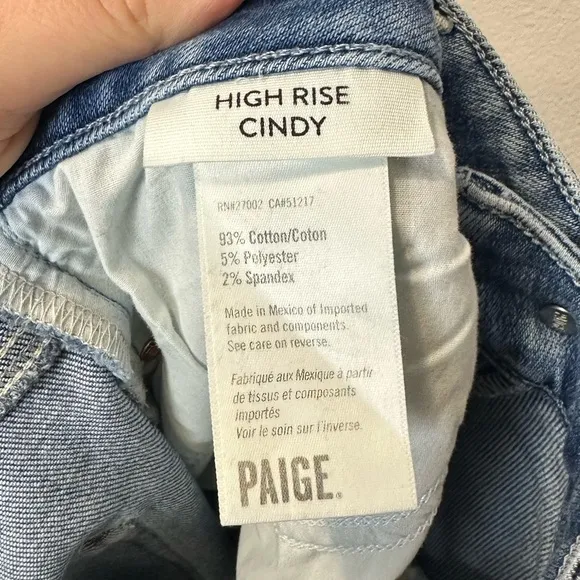 HIGH RISE
CINDY
RN#27002 CA#51217
93% Cotton/Coton
5% Polyester
2% Spandex
Made in Mexico of Imported
fabric and components.
See care on reverse.
Fabriqué aux Mexique à partir
de tissus et composants
importés
Voir le soin sur l'inverse.
PAIGE.